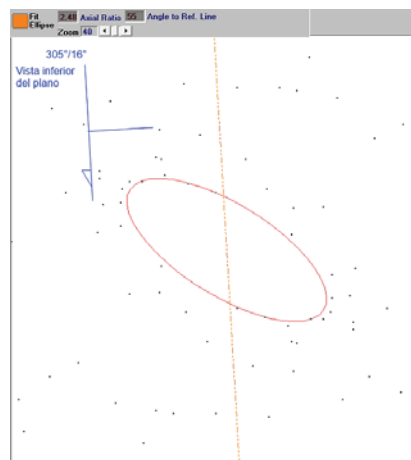 Fit 2.48 Axial Ratio 55 Angle to Ref. Line
Ellipse
Zoom 40
305°/16°
Vista inferior
del plano